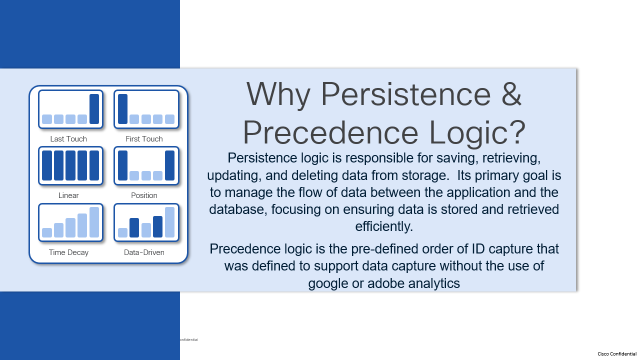 Why Persistence &
Precedence Logic?
Persistence logic is responsible for saving, retrieving,
updating, and deleting data from storage. Its primary goal is
to manage the flow of data between the application and the
database, focusing on ensuring data is stored and retrieved
efficiently.
Precedence logic is the pre-defined order of ID capture that
was defined to support data capture without the use of
google or adobe analytics
Last Touch
First Touch
Linear
Position
Time Decay
Data-Driven
Cisco Confidential